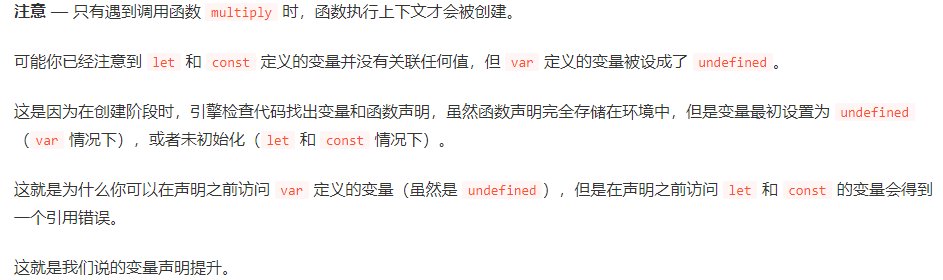 注意 — 只有遇到调用函数 multiply 时，函数执行上下文才会被创建。
可能你已经注意到 let 和 const 定义的变量并没有关联任何值，但 var 定义的变量被设成了 undefined。
这是因为在创建阶段时，引擎检查代码找出变量和函数声明，虽然函数声明完全存储在环境中，但是变量最初设置为 undefined
（var 情况下），或者未初始化（let 和 const 情况下）。
这就是为什么你可以在声明之前访问 var 定义的变量（虽然是 undefined），但是在声明之前访问 let 和 const 的变量会得到
一个引用错误。
这就是我们说的变量声明提升。